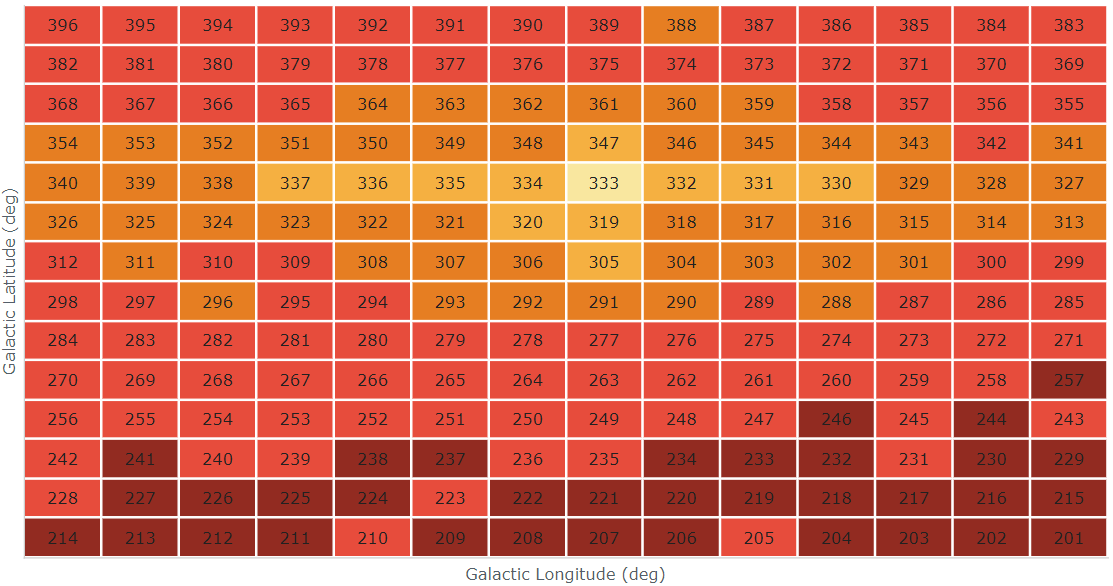 396 395 394 393 392 391 390 389 388 387 386 385 384 383
382 381 380 379 378 377 376 375 374 373 372 371 370 369
368 367 366 365 364 363 362 361 360 359 358 357 356 355
354 353 352 351 350 349 348 347 346 345 344 343 342 341
340 339 338 337 336 335 334 333 332 331 330 329 328 327
326 325 324 323 322 321 320 319 318 317 316 315 314 313
312 311 310 309 308 307 306 305 304 303 302 301 300 299
298 297 296 295 294 293 292 291 290 289 288 287 286 285
284 283 282 281 280 279 278 277 276 275 274 273 272 271
270 269 268 267 266 265 264 263 262 261 260 259 258 257
256 255 254 253 252 251 250 249 248 247 246 245 244 243
242 241 240 239 238 237 236 235 234 233 232 231 230 229
228 227 226 225 224 223 222 221 220 219 218 217 216 215
214 213 212 211 210 209 208 207 206 205 204 203 202 201
Galactic Latitude (deg)
Galactic Longitude (deg)